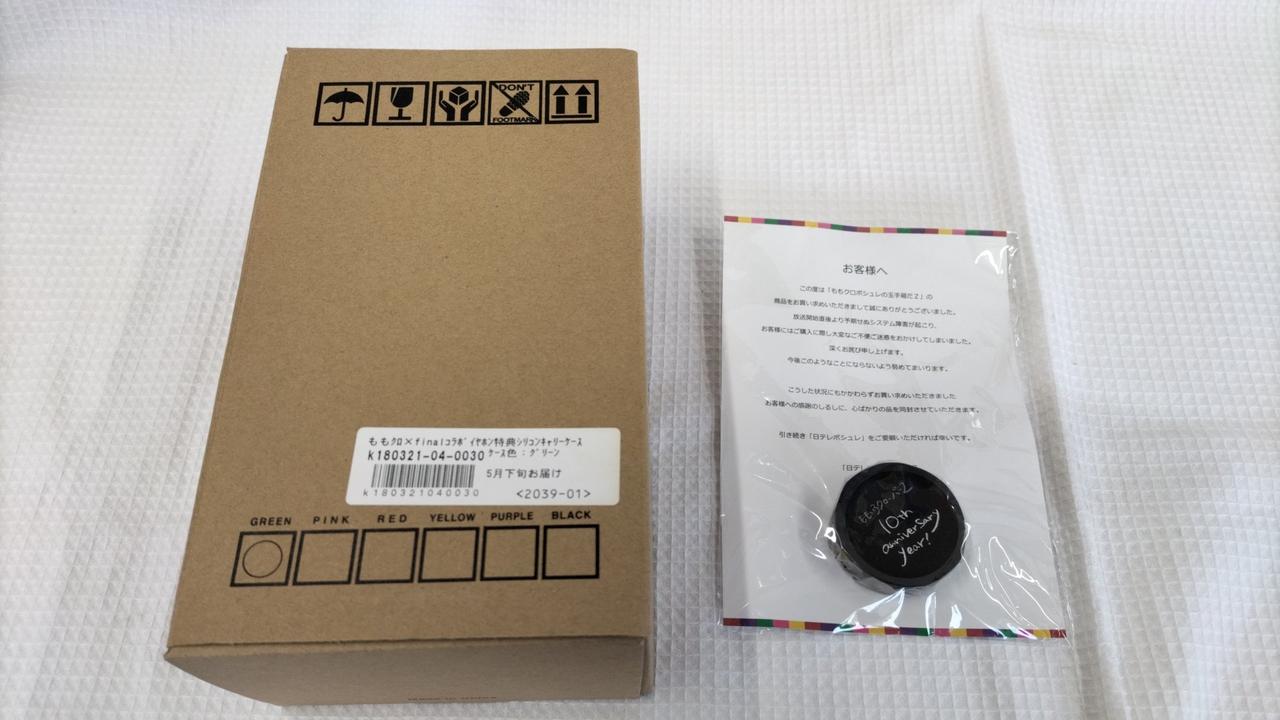 DON'T
FOOTMARK
ももクロ×finalコラボイヤホン特典シリコンキャリーケース
k180321-04-0030 ケース色：グリーン
5月下旬お届け
k180321040030 <2039-01>
GREEN PINK RED YELLOW PURPLE BLACK
お客様へ
この度は「ももクロポシュレの玉手箱だZ」の
商品をお買い求めいただきまして誠にありがとうございました。
放送開始直後より予期せぬシステム障害が起こり、
お客様にはご購入に際し大変なご不便ご迷惑をおかけしてしまいました。
深くお詫び申し上げます。
今後このようなことにならないよう努めてまいります。
こうした状況にもかかわらずお買い求めいただきました
お客様への感謝のしるしに、心ばかりの品を同封させていただきます。
引き続き「日テレポシュレ」をご愛顧いただければ幸いです。
「日テレ
ももいろクローバーZ
10th
anniversary
year!